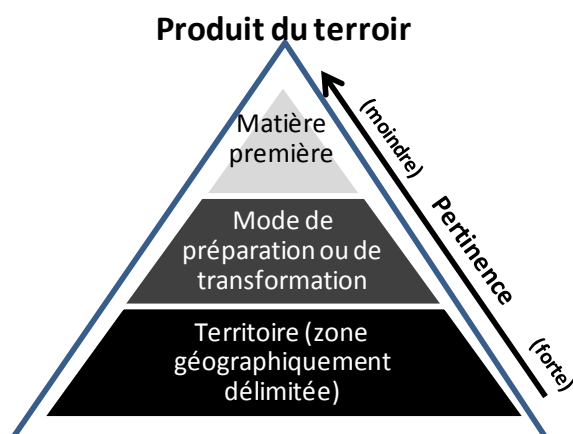 Produit du terroir
Matière
première
Mode de
préparation ou de
transformation
Territoire (zone
géographiquement
délimitée)
(moindre)
Pertinence
(forte)